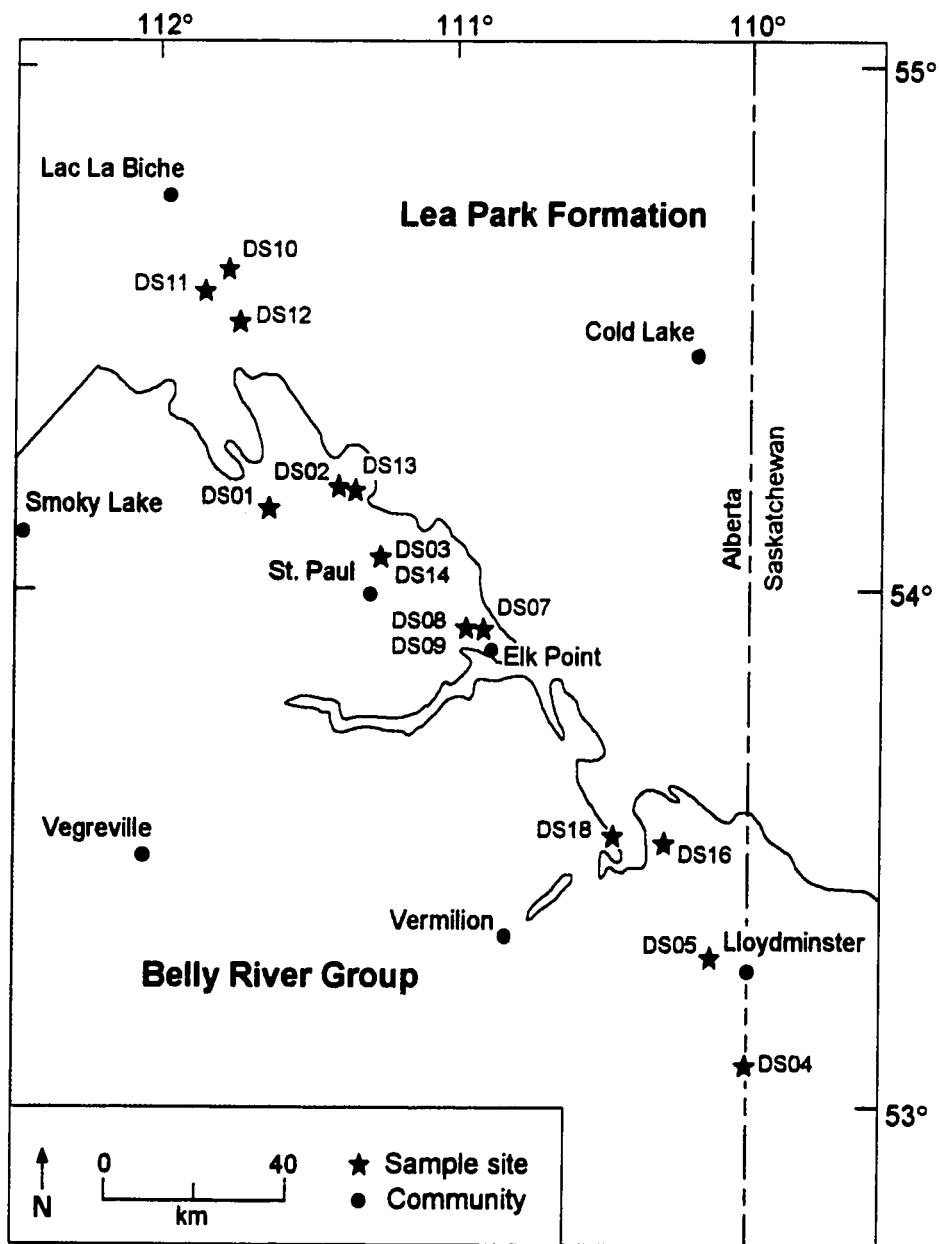 112°
111°
110°
55°
Lac La Biche
Lea Park Formation
DS10
DS11
DS12
Cold Lake
DS02
DS13
DS01
Smoky Lake
Alberta
Saskatchewan
DS03
DS14
St. Paul
54°
DS07
DS08
DS09
Elk Point
Vegreville
DS18
DS16
Vermilion
DS05
Lloydminster
Belly River Group
DS04
53°
N
0 40
km
Sample site
Community